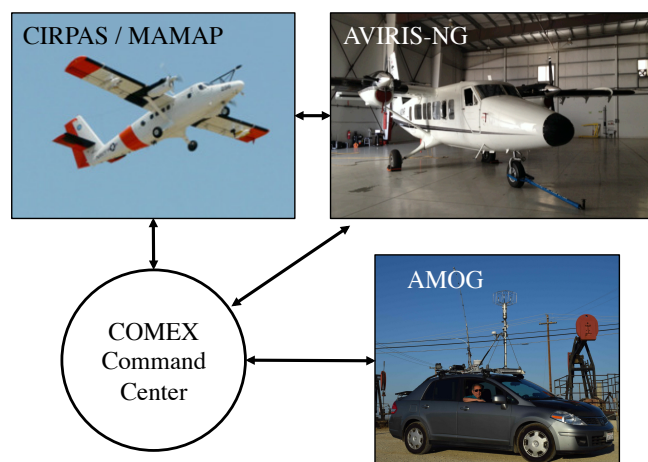 CIRPAS / MAMAP
AVIRIS-NG
AMOG
COMEX
Command
Center